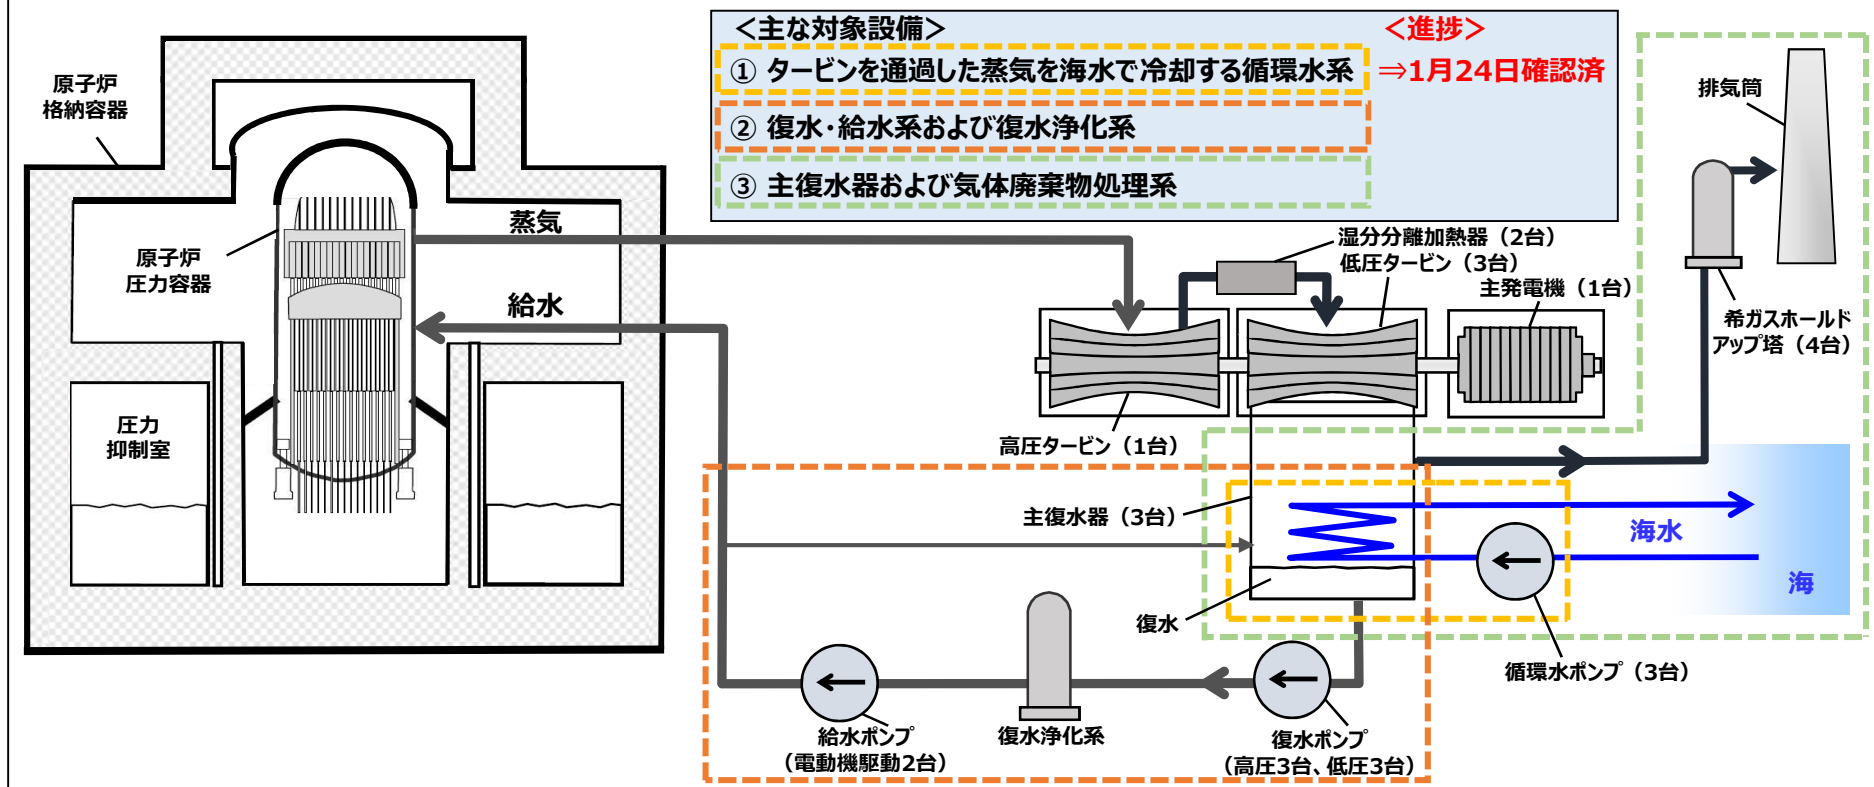 <主な対象設備>
<進捗>
① タービンを通過した蒸気を海水で冷却する循環水系
⇒1月24日確認済
② 復水・給水系および復水浄化系
③ 主復水器および気体廃棄物処理系
原子炉
格納容器
原子炉
圧力容器
蒸気
給水
圧力
抑制室
湿分分離加熱器（2台）
低圧タービン（3台）
主発電機（1台）
高圧タービン（1台）
排気筒
希ガスホールド
アップ塔（4台）
主復水器（3台）
海水
海
復水
循環水ポンプ（3台）
給水ポンプ
（電動機駆動2台）
復水浄化系
復水ポンプ
（高圧3台、低圧3台）